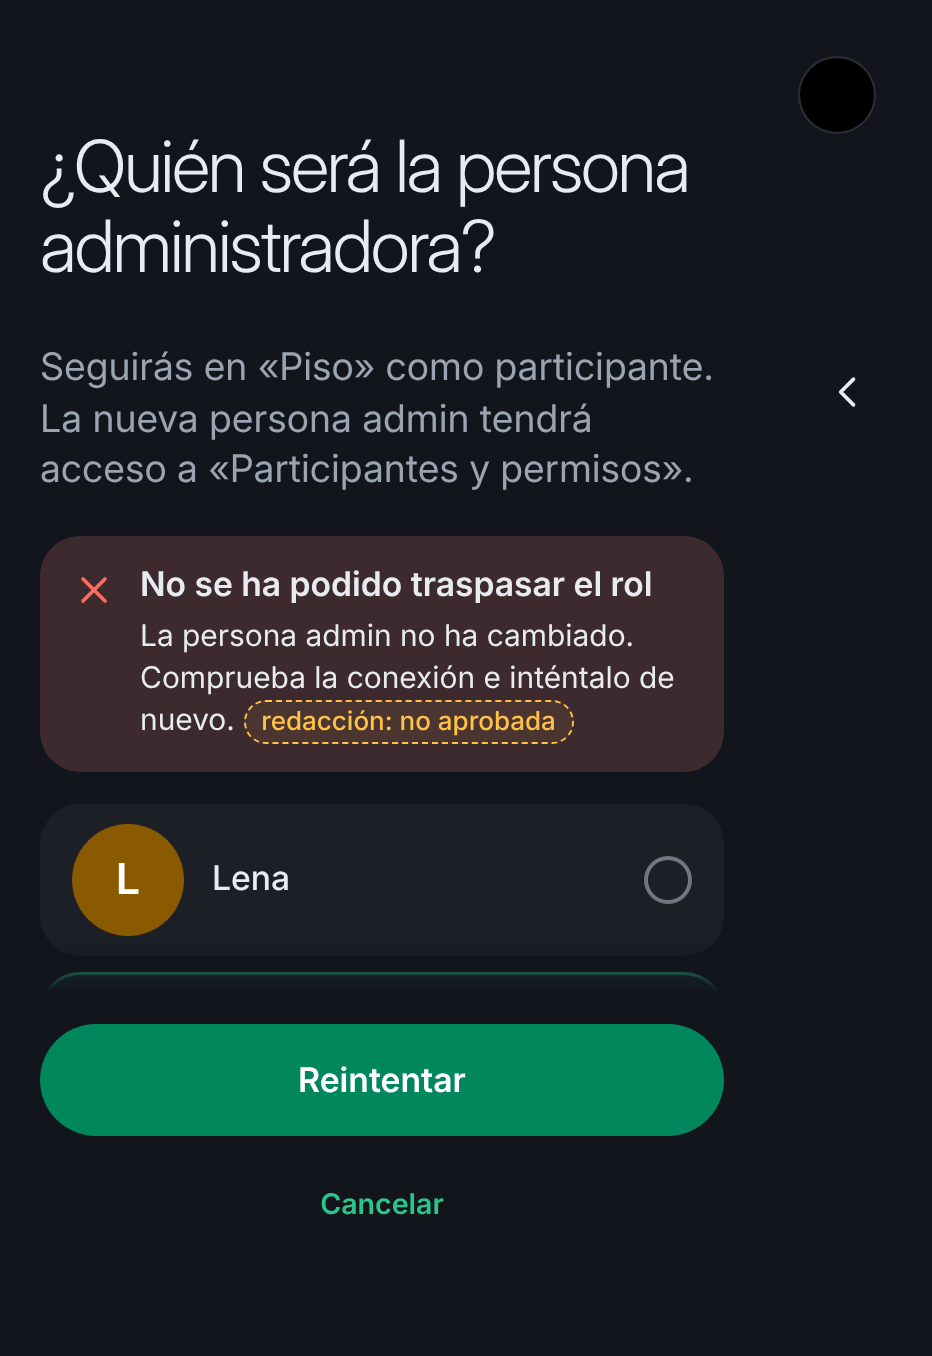 ¿Quién será la persona
administradora?
Seguirás en «Piso» como participante.
La nueva persona admin tendrá
acceso a «Participantes y permisos».
No se ha podido traspasar el rol
La persona admin no ha cambiado.
Comprueba la conexión e inténtalo de
nuevo. redacción: no aprobada
L Lena
Reintentar
Cancelar